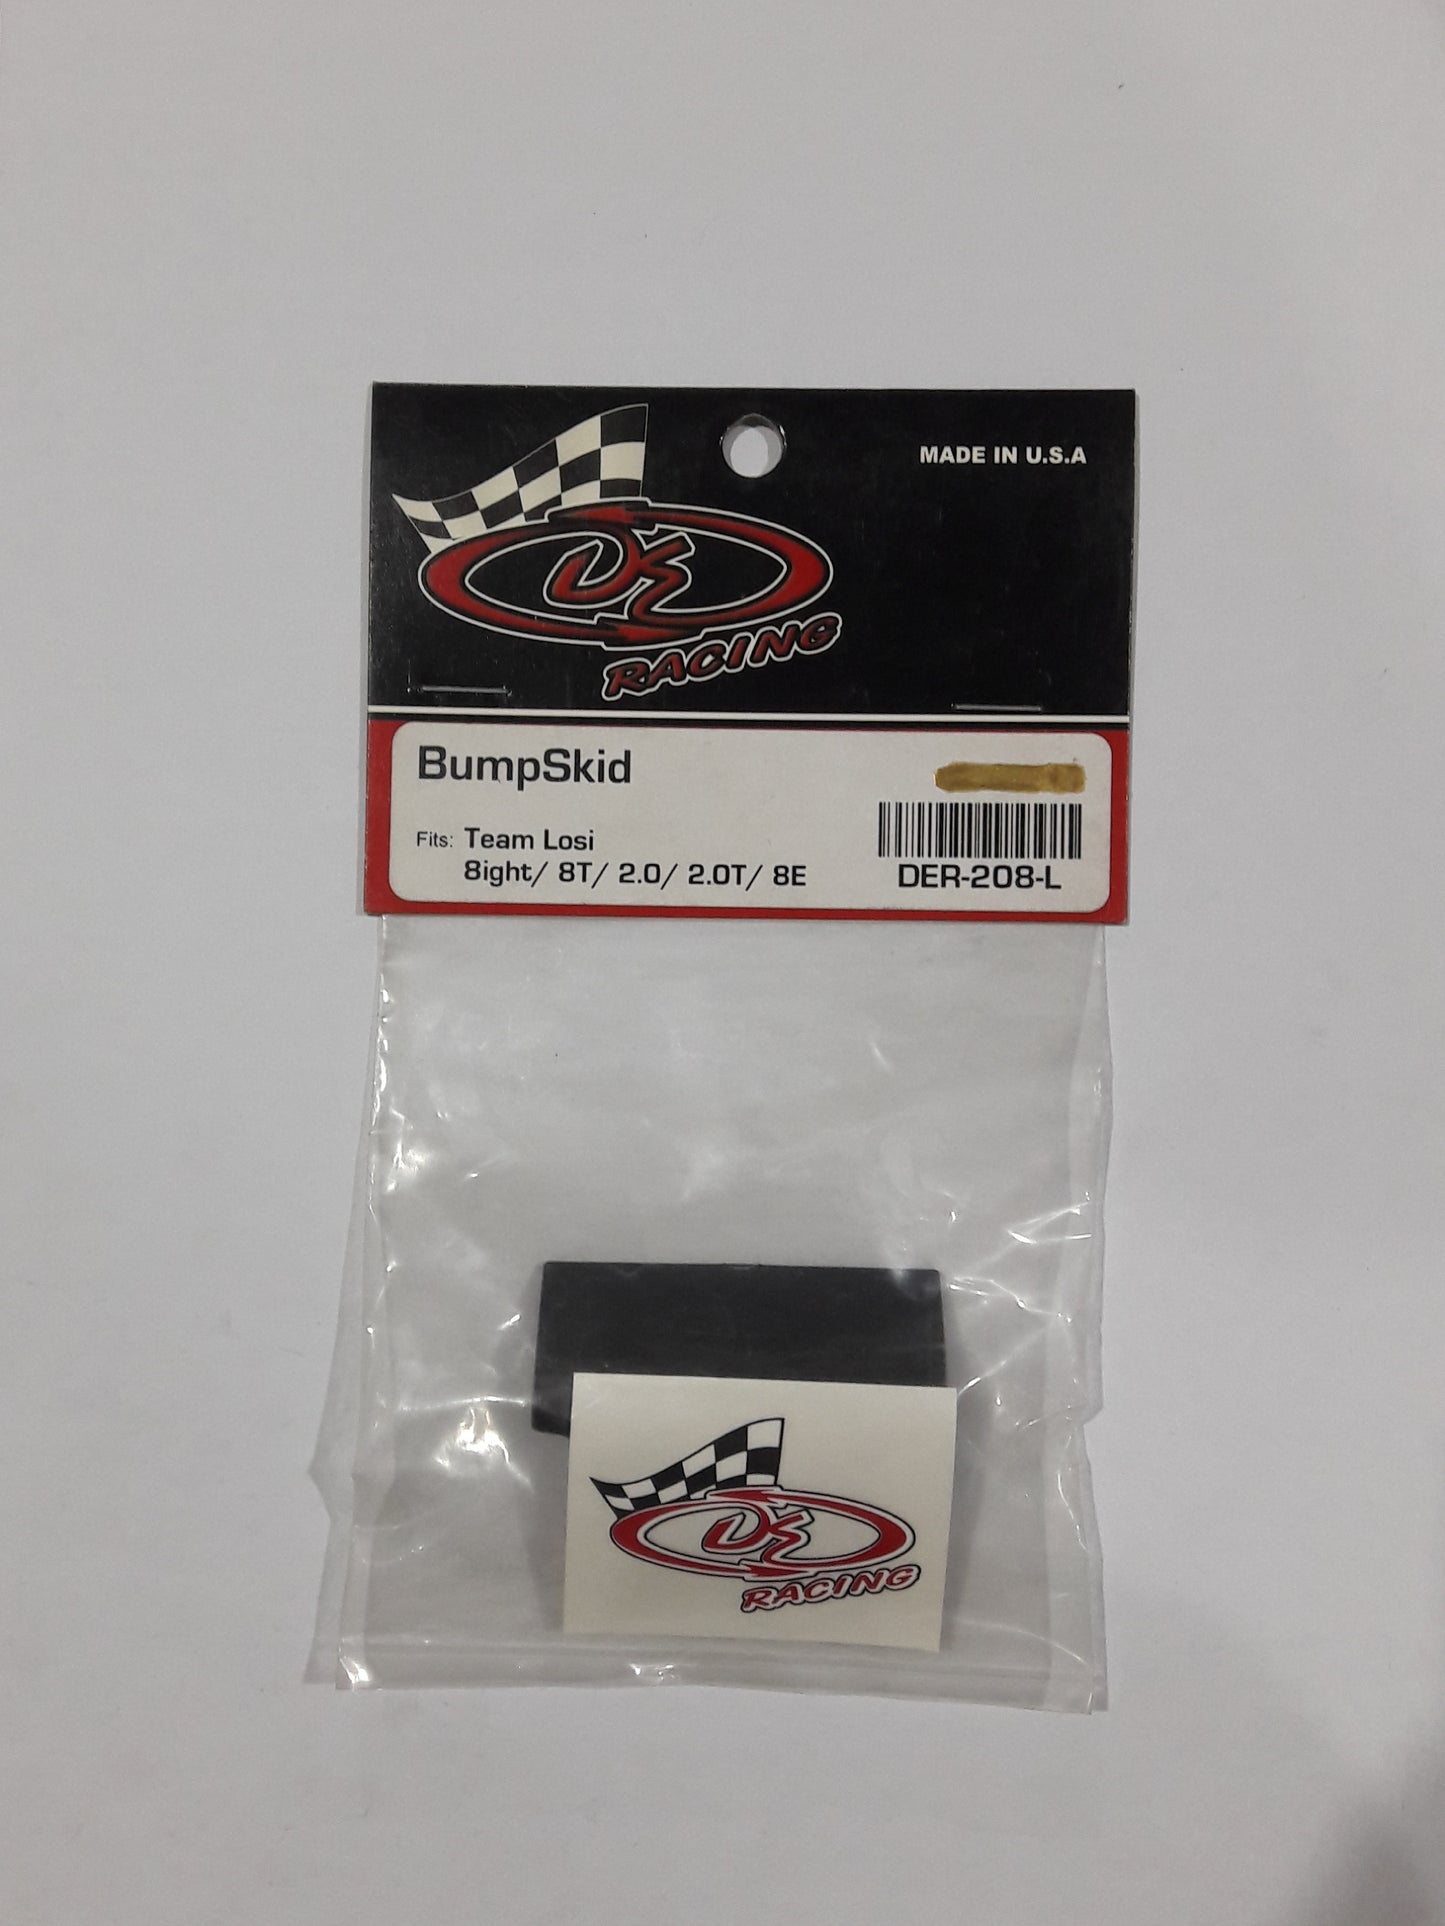 MADE IN U.S.A
DE
RACING
BumpSkid
Fits: Team Losi
8ight/ 8T/ 2.0/ 2.0T/ 8E
DER-208-L
DE
RACING